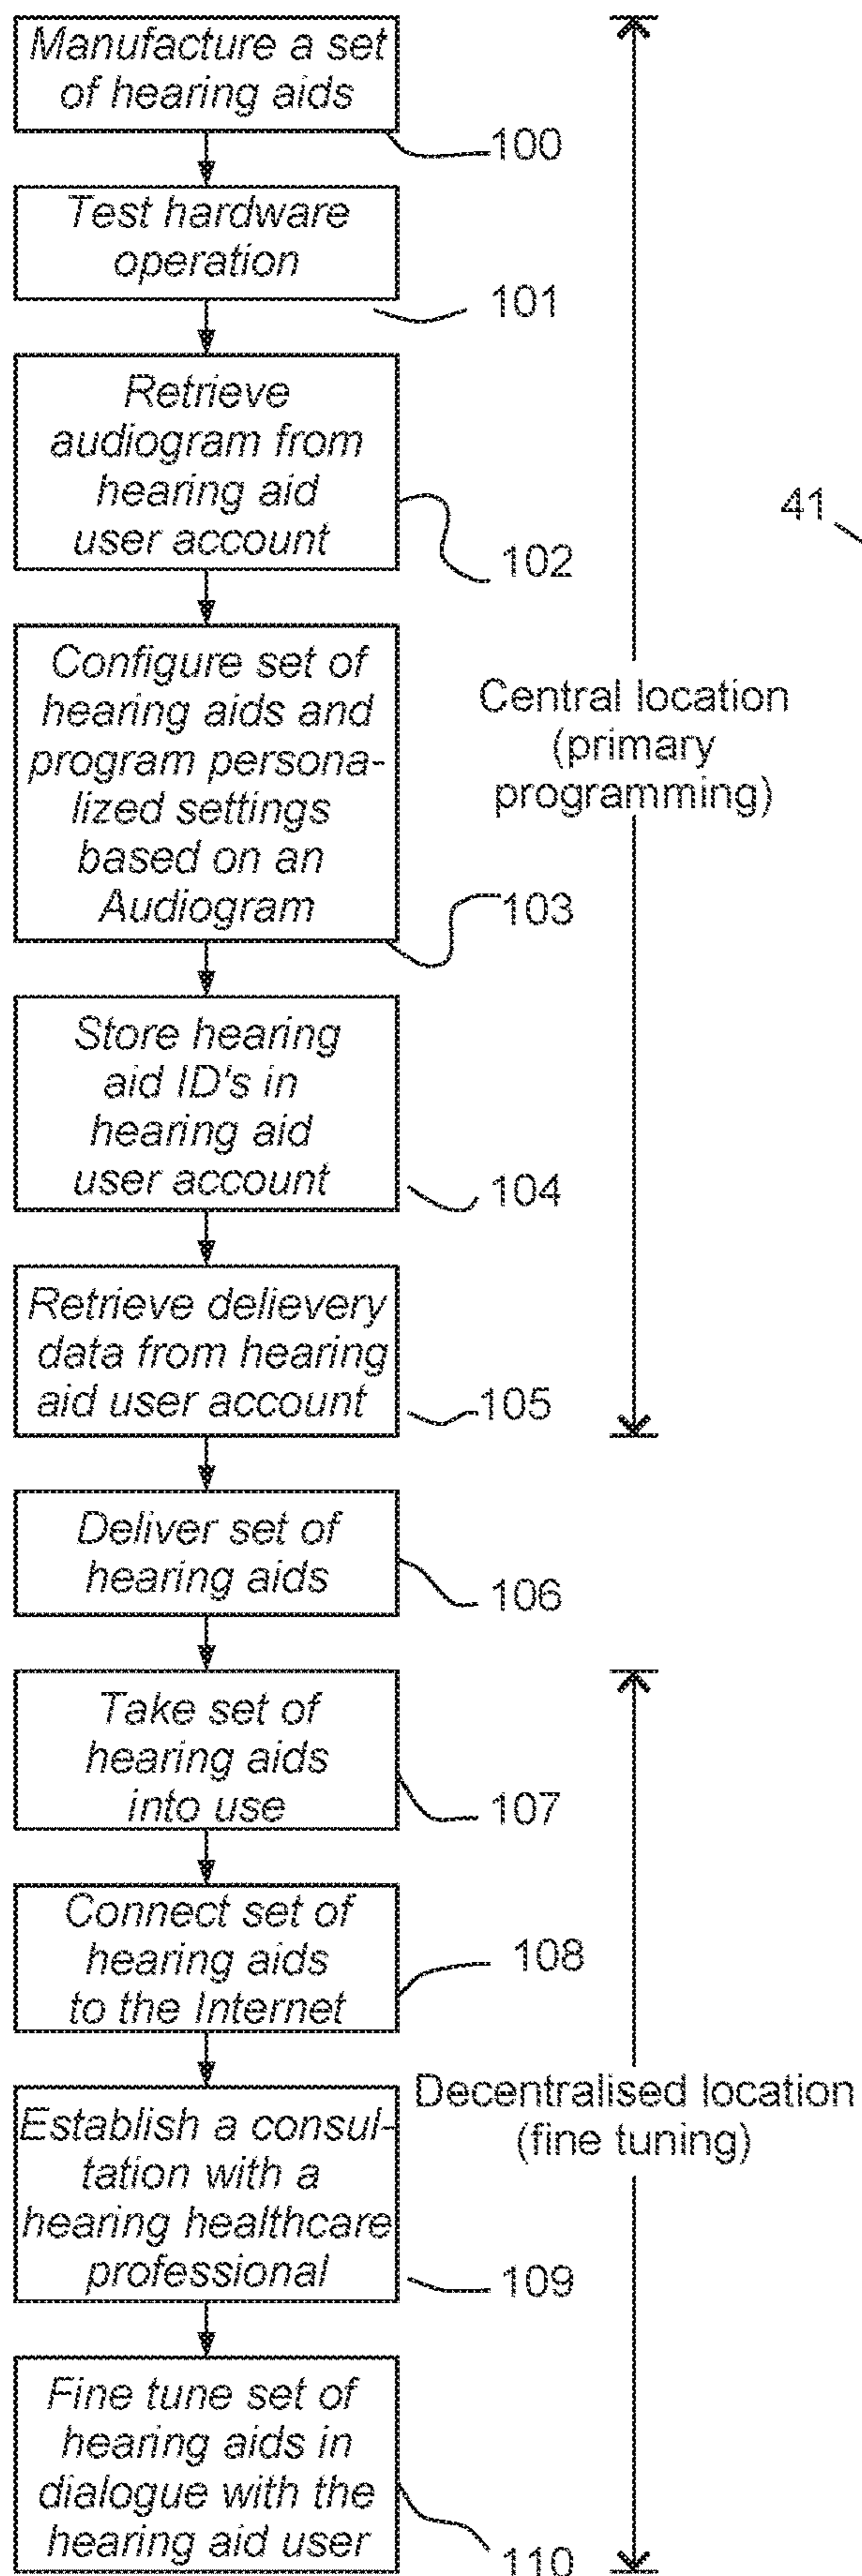 Manufacture a set
of hearing aids
100
Test hardware
operation
101
Retrieve
audiogram from
hearing aid
user account
102
41
Configure set of
hearing aids and
program persona-
lized settings
based on an
Audiogram
103
Central location
(primary
programming)
Store hearing
aid ID's in
hearing aid
user account
104
Retrieve delievery
data from hearing
aid user account
105
Deliver set of
hearing aids
106
Take set of
hearing aids
into use
107
Connect set of
hearing aids
to the Internet
108
Decentralised location
(fine tuning)
Establish a consul-
tation with a
hearing healthcare
professional
109
Fine tune set of
hearing aids in
dialogue with the
hearing aid user
110